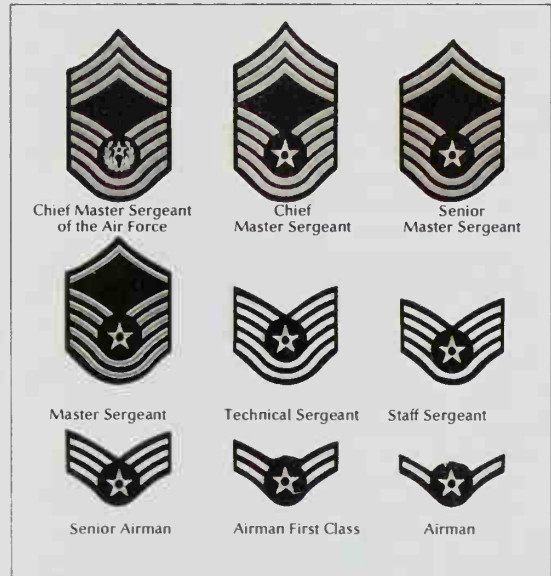 Chief Master Sergeant
of the Air Force
Chief
Master Sergeant
Senior
Master Sergeant
Master Sergeant
Technical Sergeant
Staff Sergeant
Senior Airman
Airman First Class
Airman